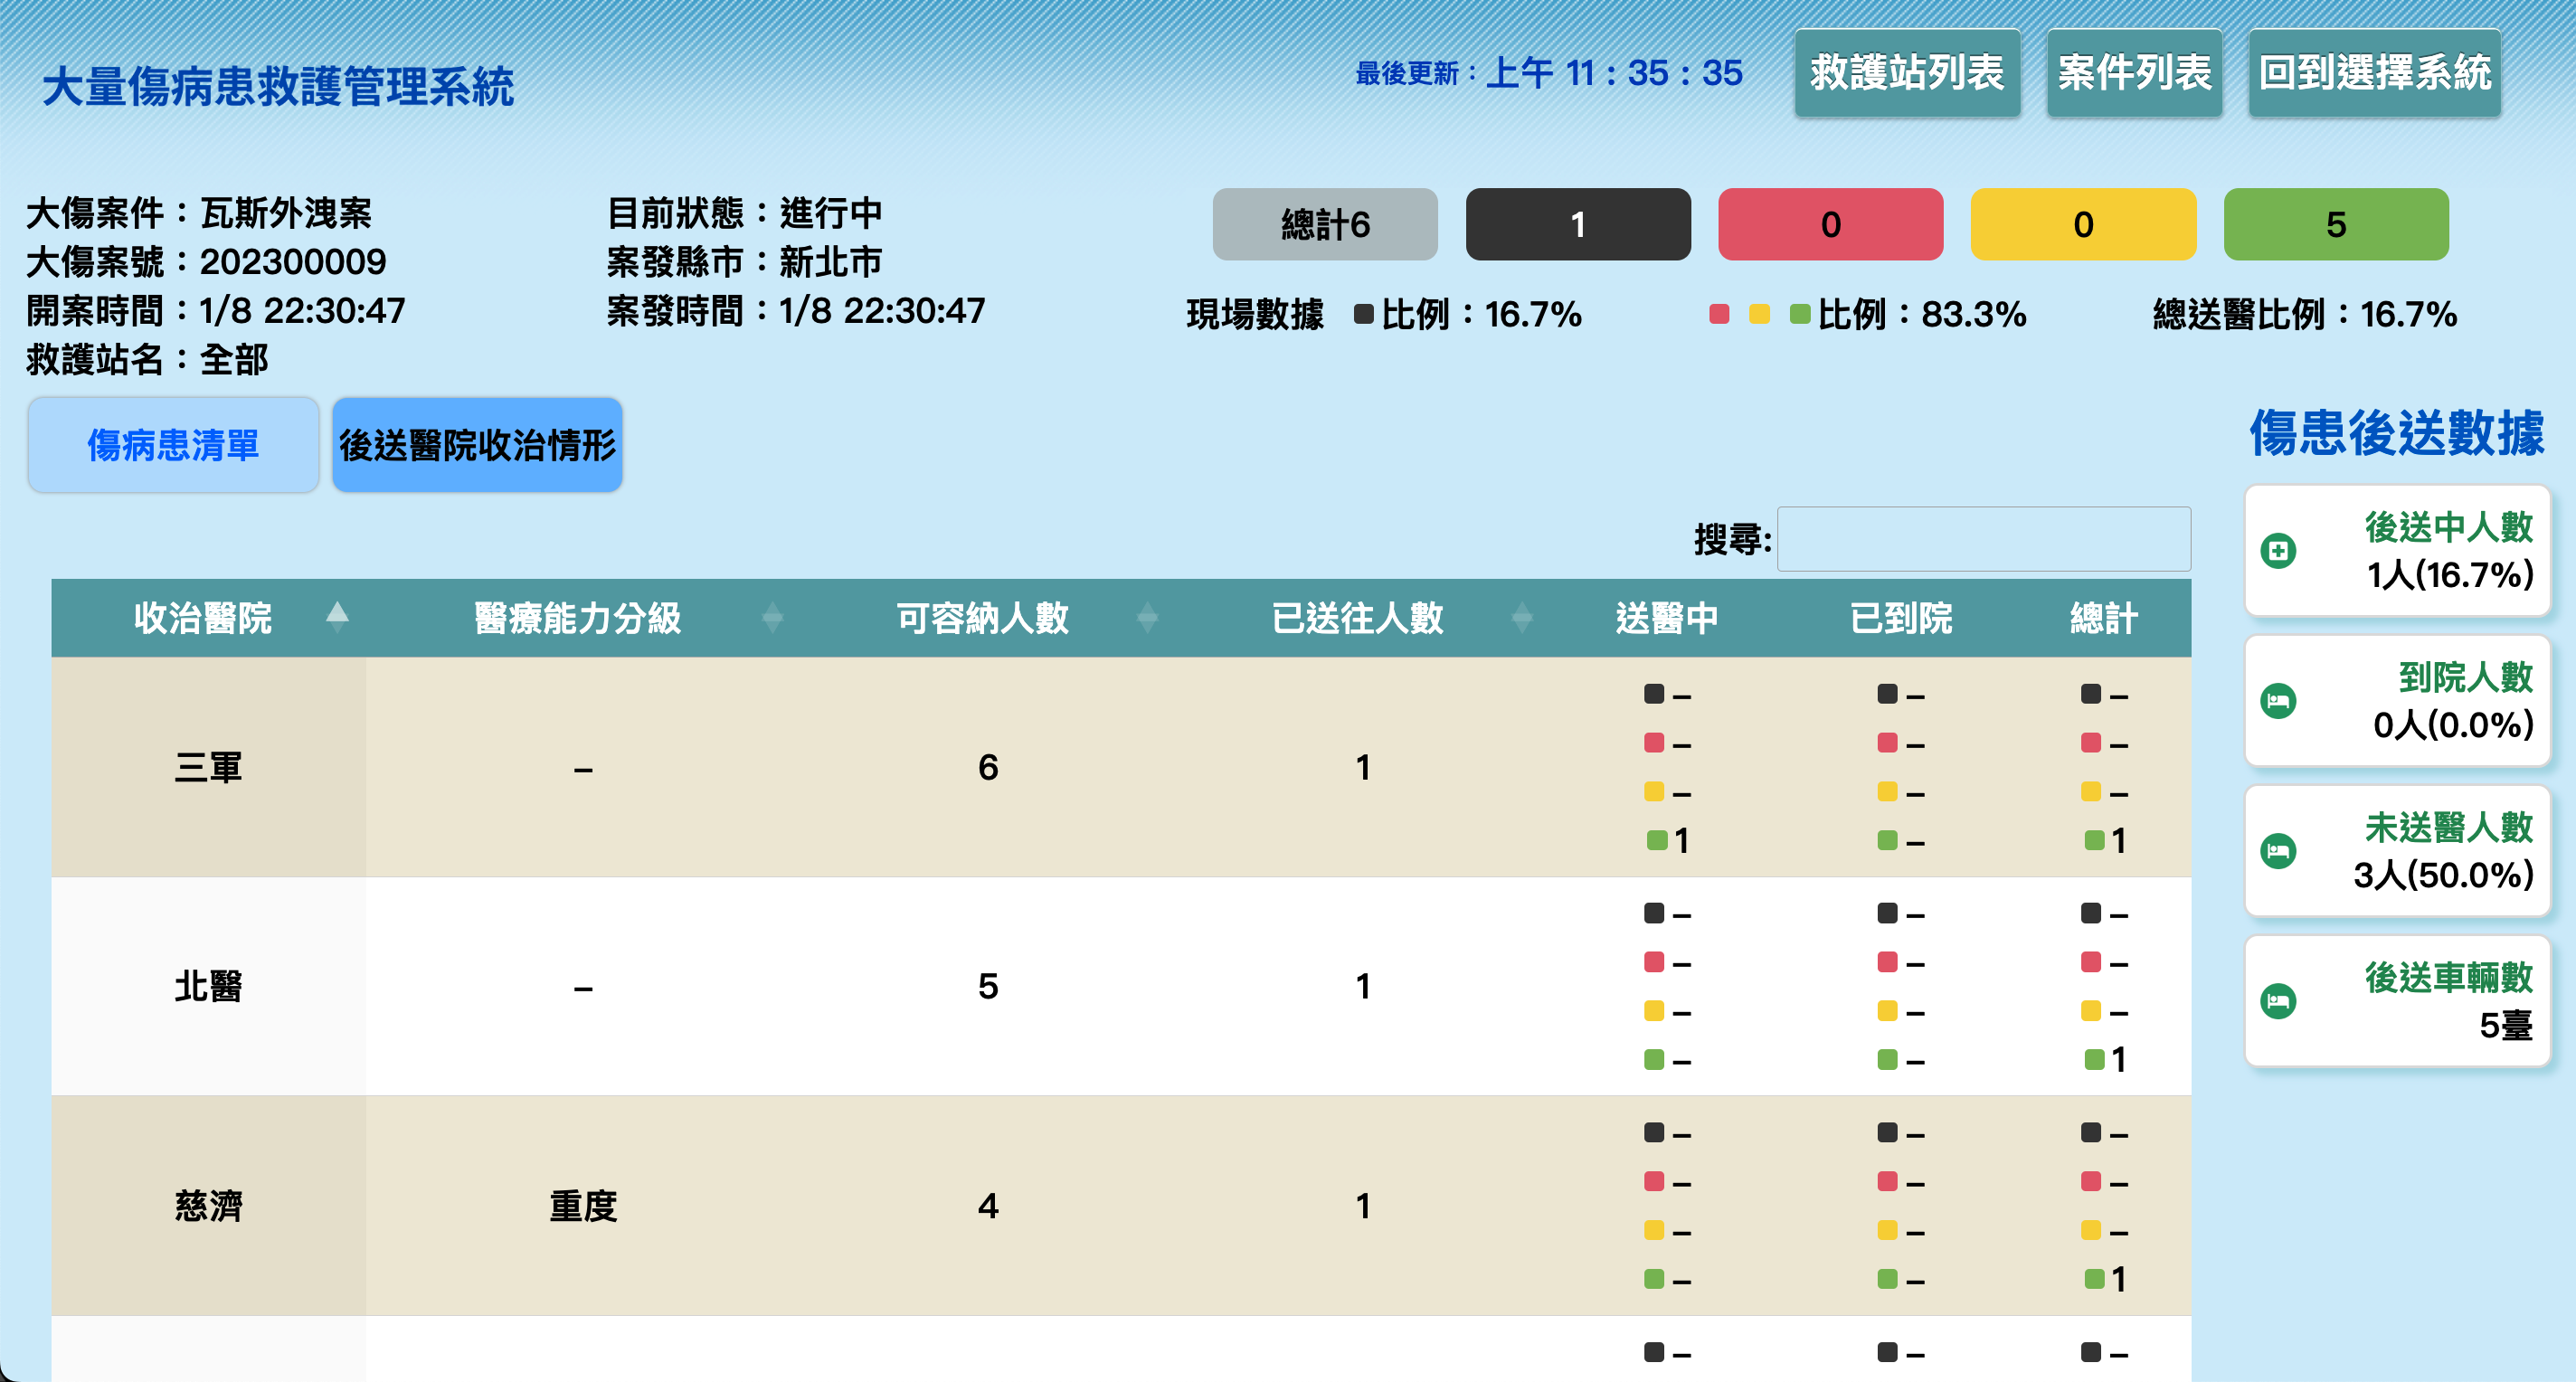 大量傷病患救護管理系統
最後更新：上午 11：35：35
救護站列表
案件列表
回到選擇系統
大傷案件：瓦斯外洩案
目前狀態：進行中
大傷案號：202300009
案發縣市：新北市
開案時間：1/8 22:30:47
案發時間：1/8 22:30:47
救護站名：全部
總計6
1
0
0
5
現場數據 比例：16.7% 比例：83.3% 總送醫比例：16.7%
傷病患清單
後送醫院收治情形
搜尋:
收治醫院 醫療能力分級 可容納人數 已送往人數 送醫中 已到院 總計
三軍 – 6 1
– – –
– – –
– – –
1 – 1
北醫 – 5 1
– – –
– – –
– – –
– – 1
慈濟 重度 4 1
– – –
– – –
– – –
– – 1
– – –
傷患後送數據
後送中人數
1人(16.7%)
到院人數
0人(0.0%)
未送醫人數
3人(50.0%)
後送車輛數
5臺